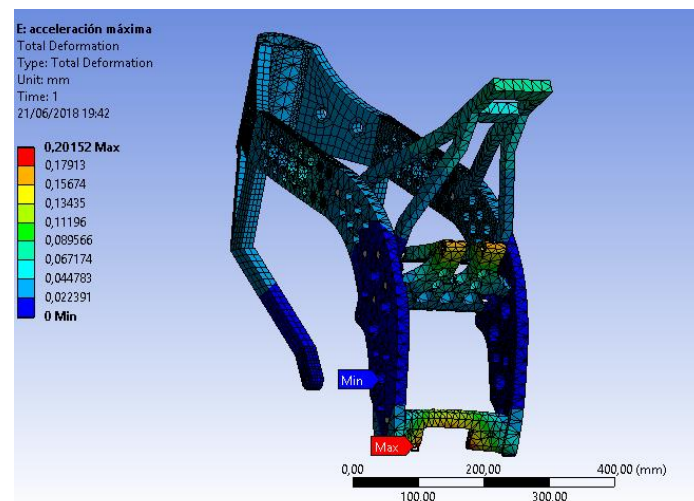 E: acceleración máxima
Total Deformation
Type: Total Deformation
Unit: mm
Time: 1
21/06/2018 19:42
0,20152 Max
0,17913
0,15674
0,13435
0,11196
0,089566
0,067174
0,044783
0,022391
0 Min
Min
Max
0,00 200,00 400,00 (mm)
100,00 300,00